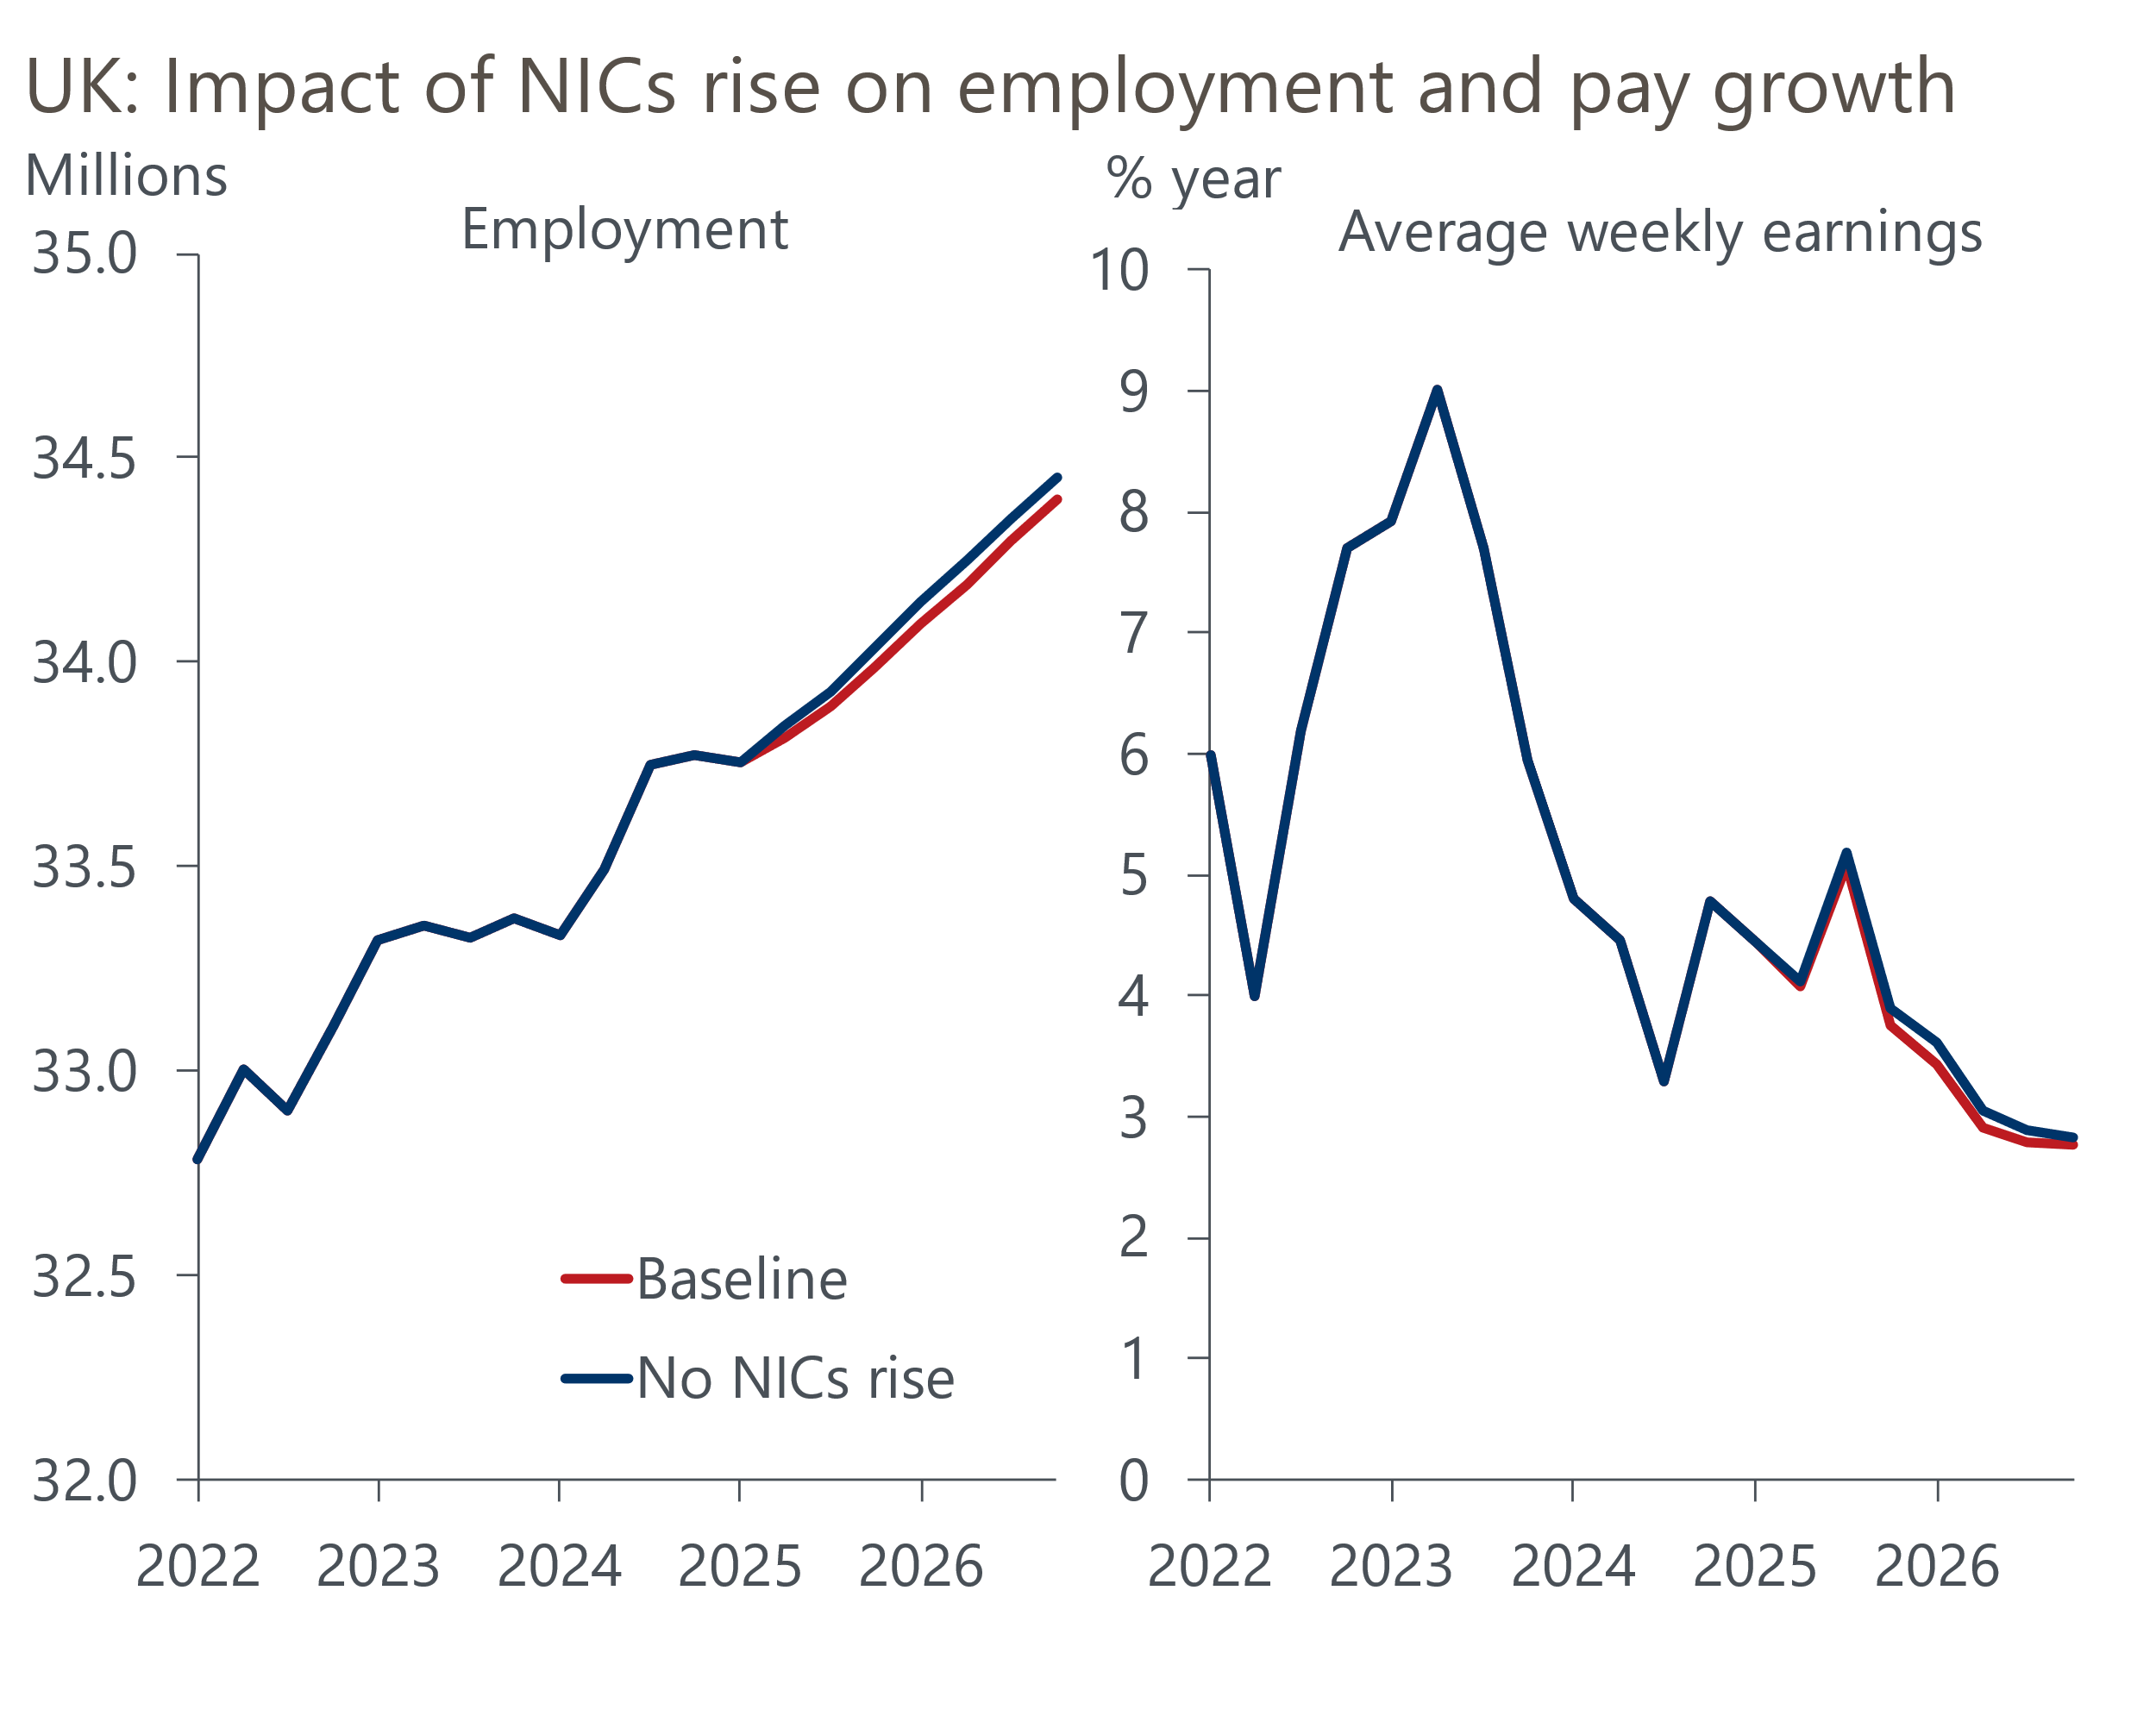 UK: Impact of NICs rise on employment and pay growth
Millions
% year
Employment
Average weekly earnings
35.0
34.5
34.0
33.5
33.0
32.5
32.0
Baseline
No NICs rise
2022 2023 2024 2025 2026
10
9
8
7
6
5
4
3
2
1
0
2022 2023 2024 2025 2026